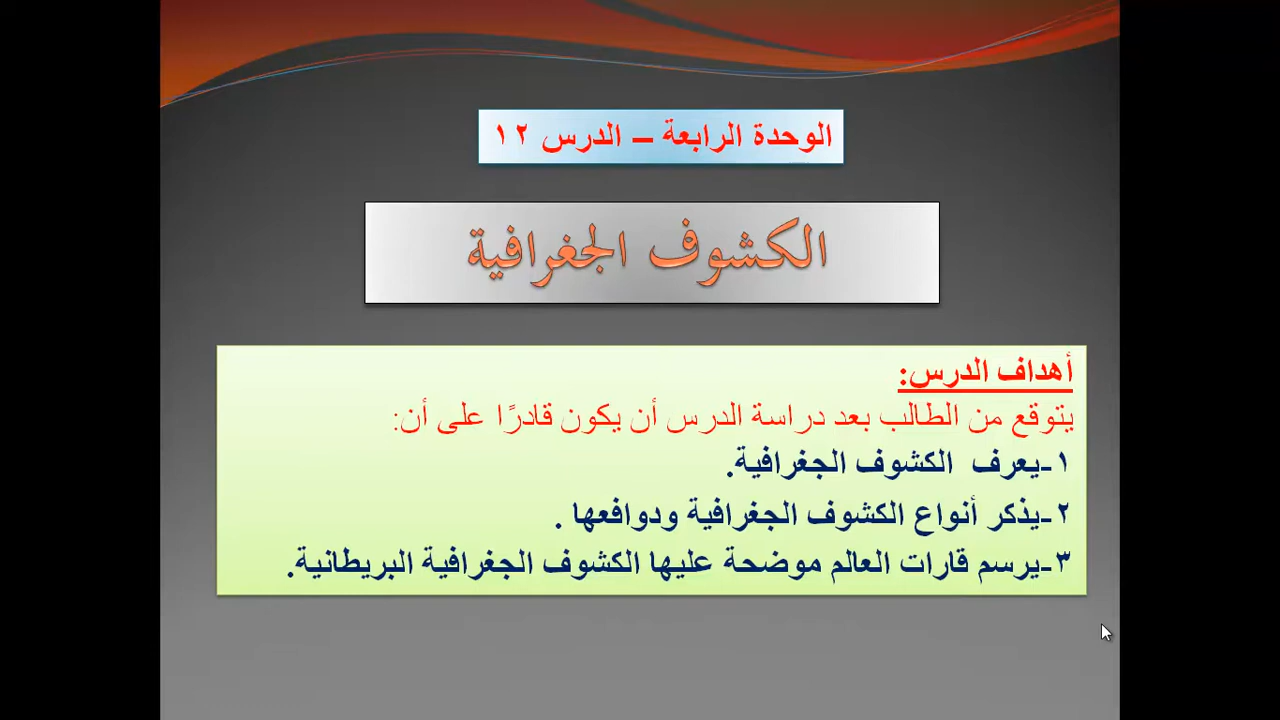 الوحدة الرابعة – الدرس ١٢
الكشوف الجغرافية
أهداف الدرس:
يتوقع من الطالب بعد دراسة الدرس أن يكون قادرًا على أن:
١-يعرف الكشوف الجغرافية.
٢-يذكر أنواع الكشوف الجغرافية ودوافعها .
٣-يرسم قارات العالم موضحة عليها الكشوف الجغرافية البريطانية.